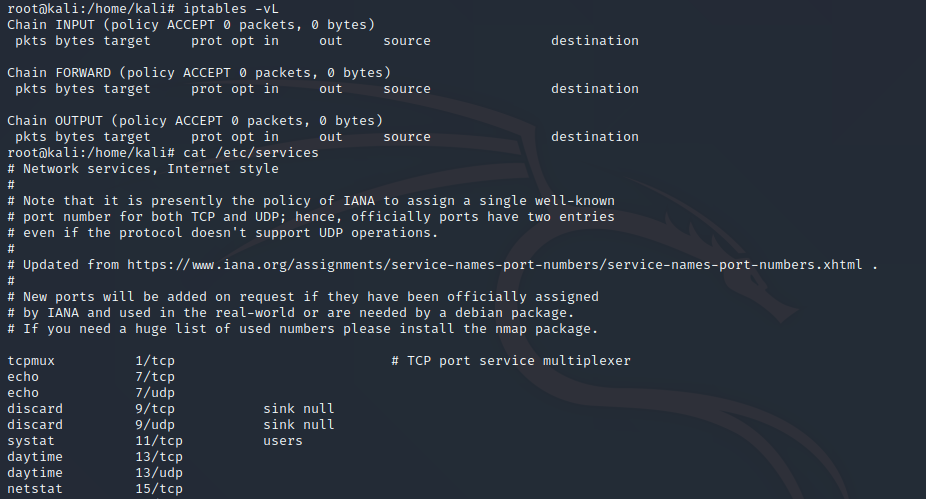 root@kali:/home/kali# iptables -vL
Chain INPUT (policy ACCEPT 0 packets, 0 bytes)
 pkts bytes target     prot opt in     out     source               destination

Chain FORWARD (policy ACCEPT 0 packets, 0 bytes)
 pkts bytes target     prot opt in     out     source               destination

Chain OUTPUT (policy ACCEPT 0 packets, 0 bytes)
 pkts bytes target     prot opt in     out     source               destination
root@kali:/home/kali# cat /etc/services
# Network services, Internet style
#
# Note that it is presently the policy of IANA to assign a single well-known
# port number for both TCP and UDP; hence, officially ports have two entries
# even if the protocol doesn't support UDP operations.
#
# Updated from https://www.iana.org/assignments/service-names-port-numbers/service-names-port-numbers.xhtml .
#
# New ports will be added on request if they have been officially assigned
# by IANA and used in the real-world or are needed by a debian package.
# If you need a huge list of used numbers please install the nmap package.

tcpmux          1/tcp                           # TCP port service multiplexer
echo            7/tcp
echo            7/udp
discard         9/tcp           sink null
discard         9/udp           sink null
systat          11/tcp          users
daytime         13/tcp
daytime         13/udp
netstat         15/tcp